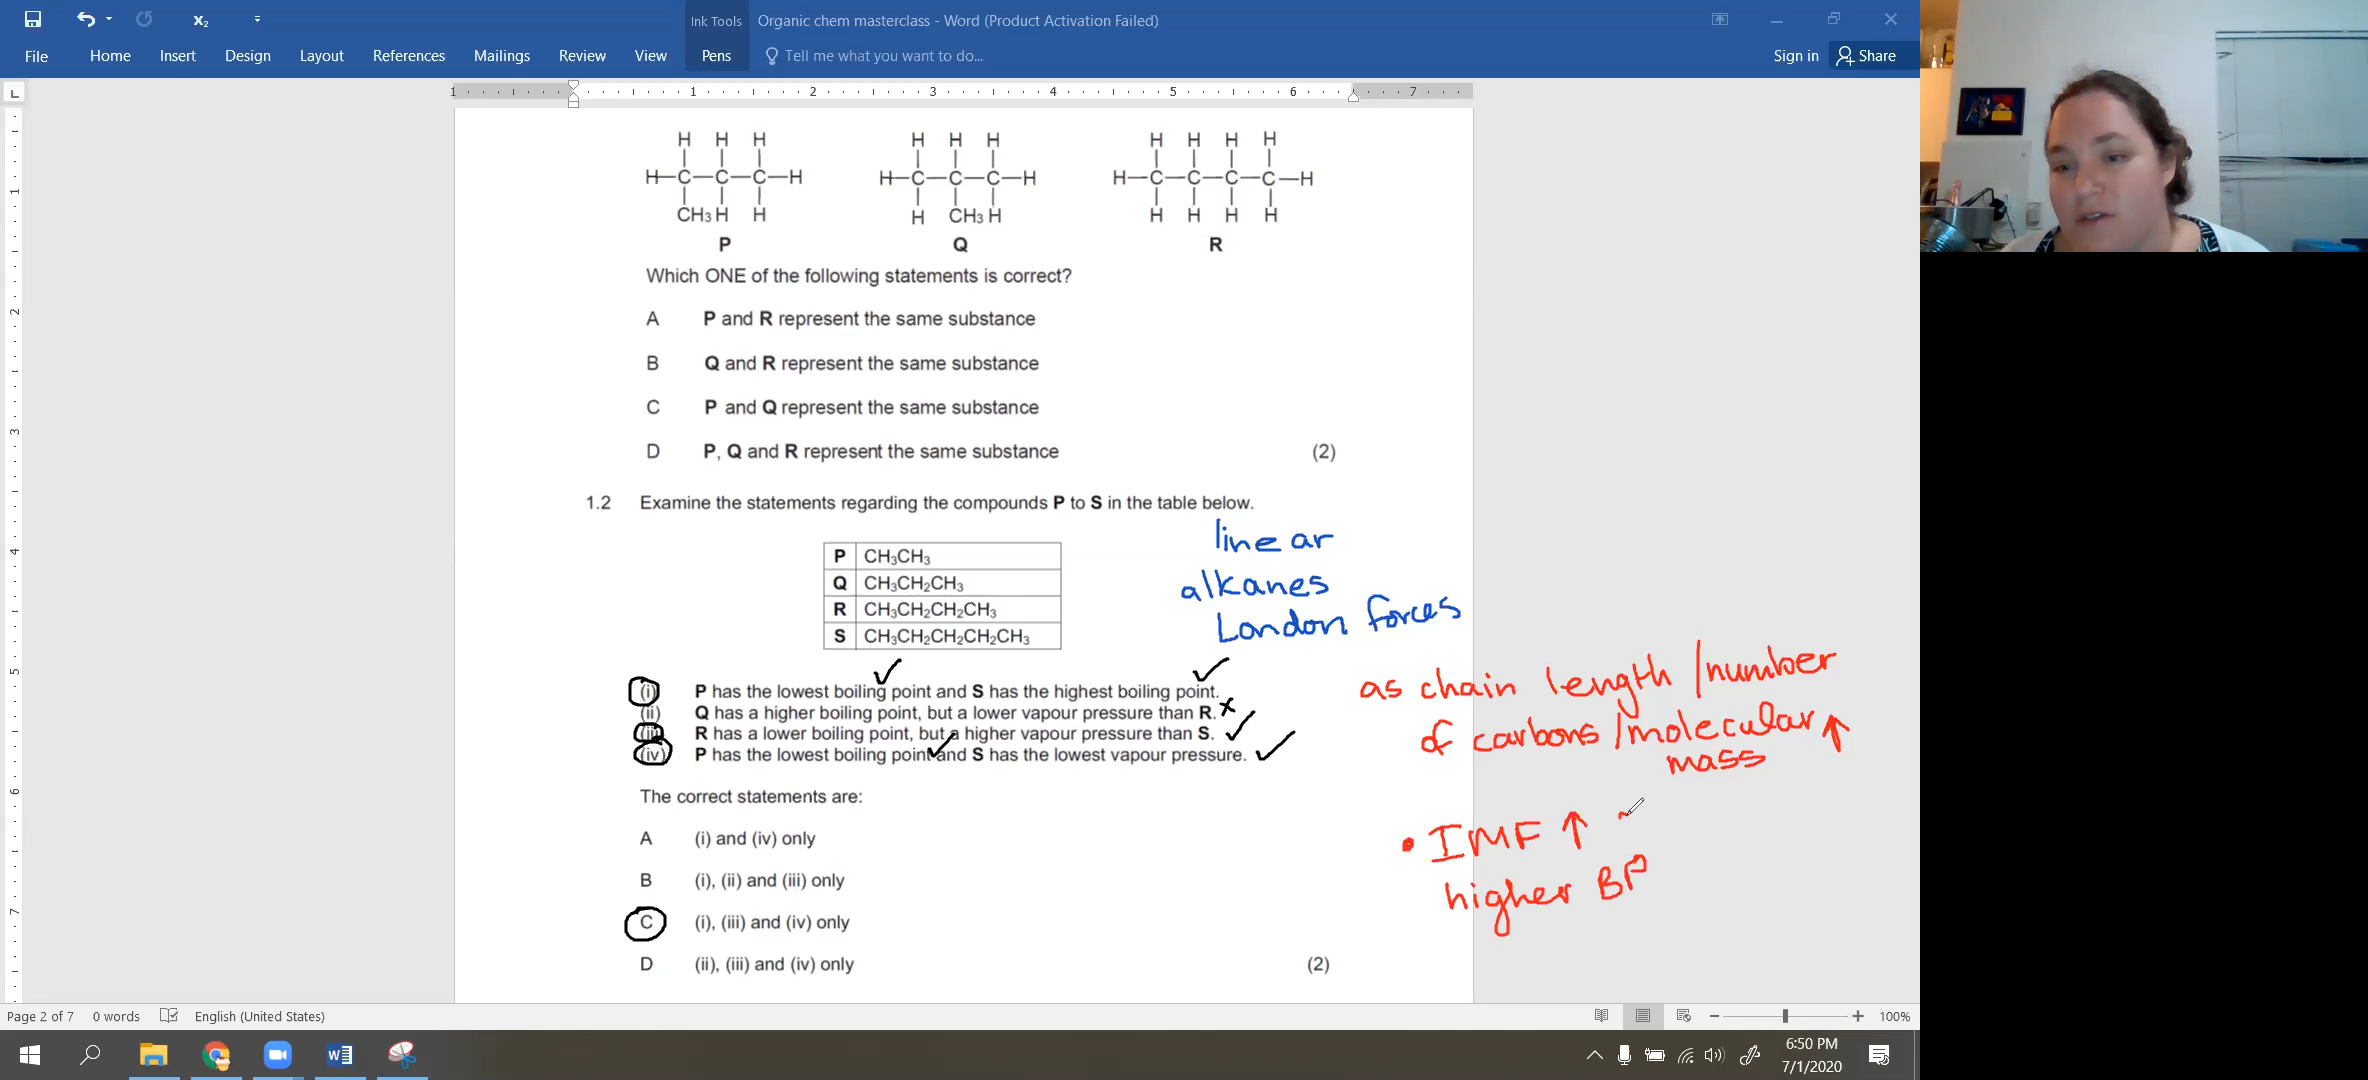 Ink Tools Organic chem masterclass - Word (Product Activation Failed)
File Home Insert Design Layout References Mailings Review View Pens Tell me what you want to do... Sign in Share
1 1 2 3 4 5 6 7
H H H H H H H H H H
H—C—C—C—H H—C—C—C—H H—C—C—C—C—H
CH3 H H H CH3 H H H H H
P Q R
Which ONE of the following statements is correct?
A P and R represent the same substance
B Q and R represent the same substance
C P and Q represent the same substance
D P, Q and R represent the same substance (2)
1.2 Examine the statements regarding the compounds P to S in the table below.
P CH₃CH₃
Q CH₃CH₂CH₃
R CH₃CH₂CH₂CH₃
S CH₃CH₂CH₂CH₂CH₃
linear
alkanes
London forces
(i) P has the lowest boiling point and S has the highest boiling point.
(ii) Q has a higher boiling point, but a lower vapour pressure than R.
(iii) R has a lower boiling point, but a higher vapour pressure than S.
(iv) P has the lowest boiling point and S has the lowest vapour pressure.
as chain length / number
of carbons / molecular ↑
mass
• IMF ↑
higher BP
The correct statements are:
A (i) and (iv) only
B (i), (ii) and (iii) only
C (i), (iii) and (iv) only
D (ii), (iii) and (iv) only (2)
Page 2 of 7 0 words English (United States) 100%
6:50 PM
7/1/2020